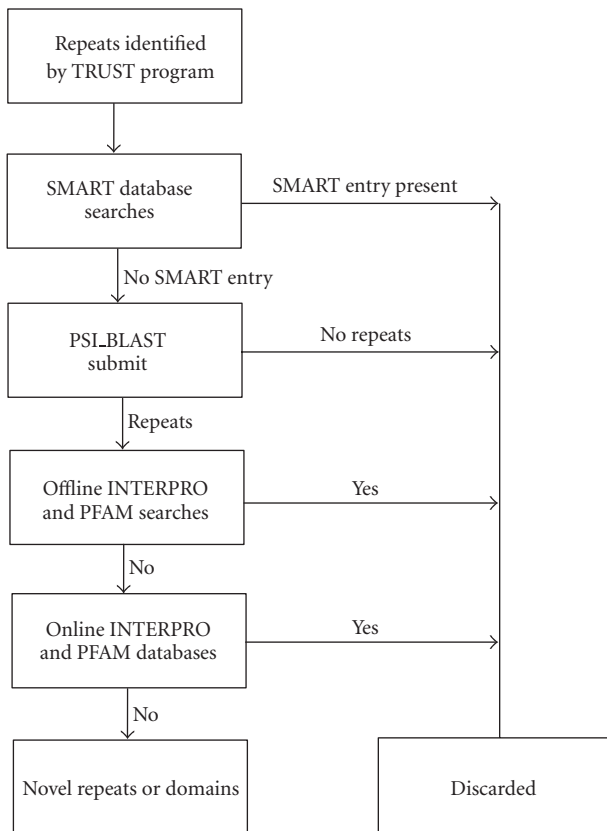 Repeats identified
by TRUST program
SMART database
searches
SMART entry present
No SMART entry
PSI_BLAST
submit
No repeats
Repeats
Offline INTERPRO
and PFAM searches
Yes
No
Online INTERPRO
and PFAM databases
Yes
No
Novel repeats or domains
Discarded